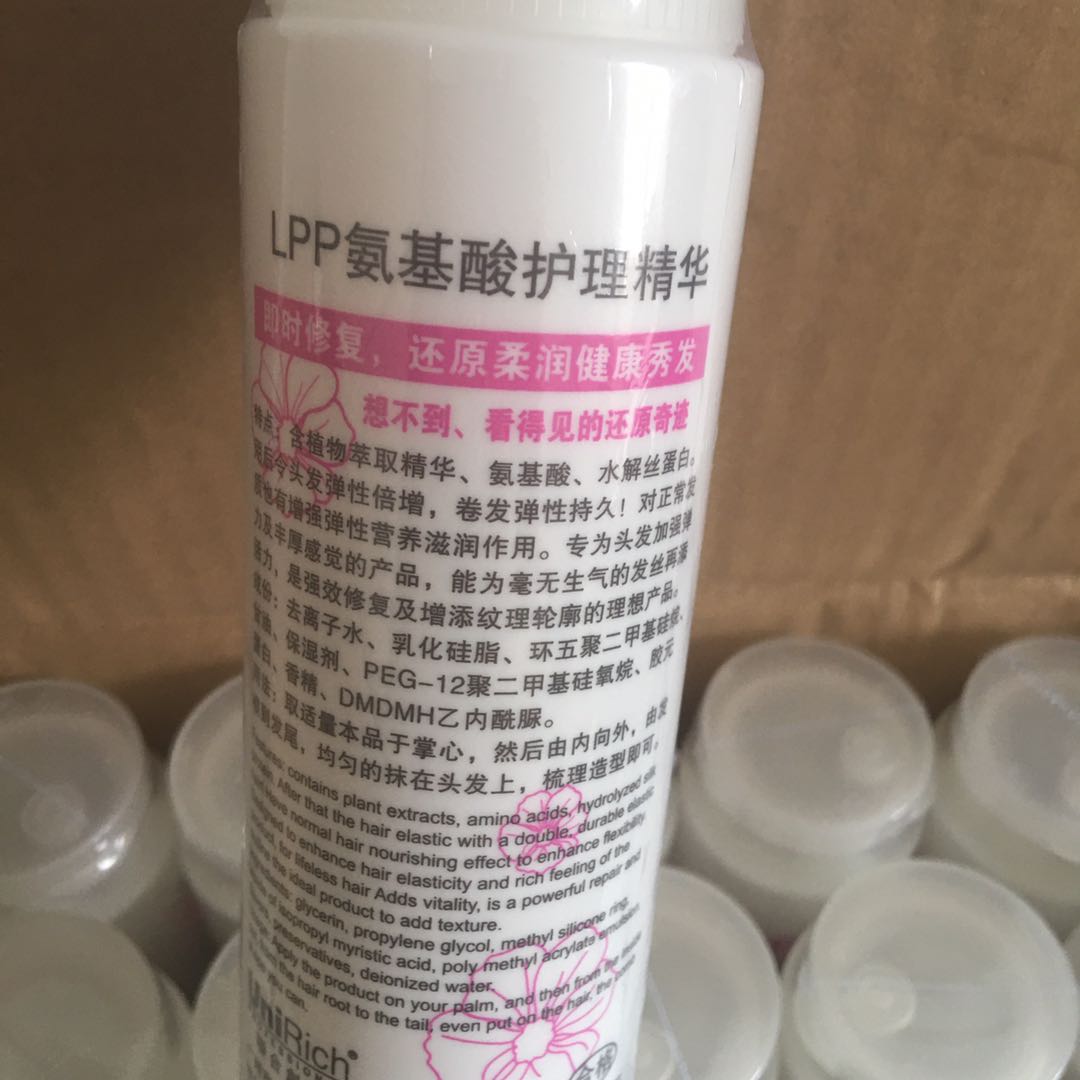 LPP氨基酸护理精华
即时修复，还原柔润健康秀发
想不到、看得见的还原奇迹
特点：含植物萃取精华、氨基酸、水解丝蛋白。
后令头发弹性倍增，卷发弹性持久！对正常发
质也有增强弹性营养滋润作用。专为头发加强弹
力及丰厚感觉的产品，能为毫无生气的发丝再添
活力，是强效修复及增添纹理轮廓的理想产品。
成份：去离子水、乳化硅脂、环五聚二甲基硅烷、
油、保湿剂、PEG-12聚二甲基硅氧烷、胶元
蛋白、香精、DMDMH乙内酰脲。
用法：取适量本品于掌心，然后由内向外，由发
到发尾，均匀的抹在头发上，梳理造型即可。
Features: contains plant extracts, amino acids, hydrolyzed silk
After that the hair elastic with a double, durable elastic
wave normal hair nourishing effect to enhance flexibility
designed to enhance hair elasticity and rich feeling of the
product, for lifeless hair Adds vitality, is a powerful repair and
the ideal product to add texture.
glycerin, propylene glycol, methyl silicone ring,
of isopropyl myristic acid, poly methyl acrylate emulsion,
preservatives, deionized water.
Apply the product on your palm, and then from the inside
the hair root to the tail, even put on the hair, the
you can.
UniRich
合格